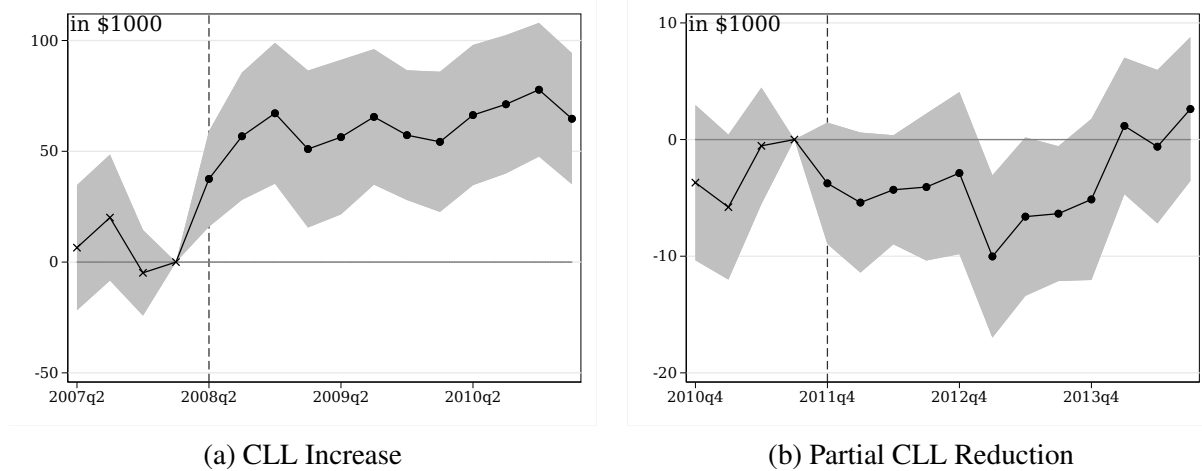 in $1000
100
50
0
-50
2007q2 2008q2 2009q2 2010q2
(a) CLL Increase
in $1000
10
0
-10
-20
2010q4 2011q4 2012q4 2013q4
(b) Partial CLL Reduction